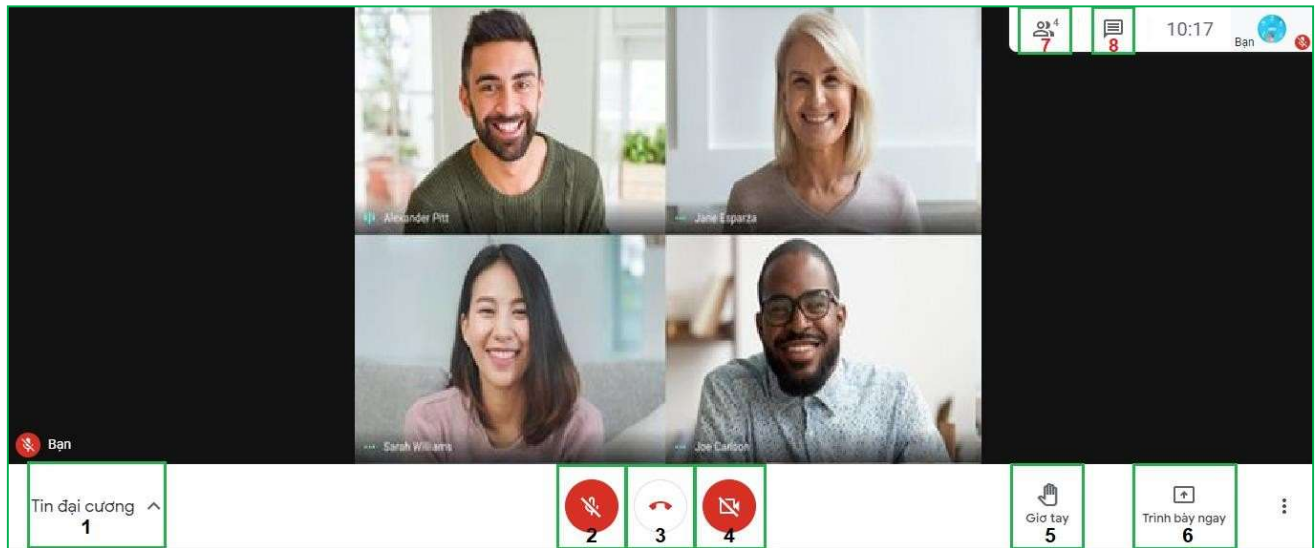 4
7
8
10:17
Bạn
Alexander Pitt
Jane Esparza
Sarah Williams
Joe Carlson
Bạn
Tin đại cương
1
2
3
4
Giơ tay
5
Trình bày ngay
6